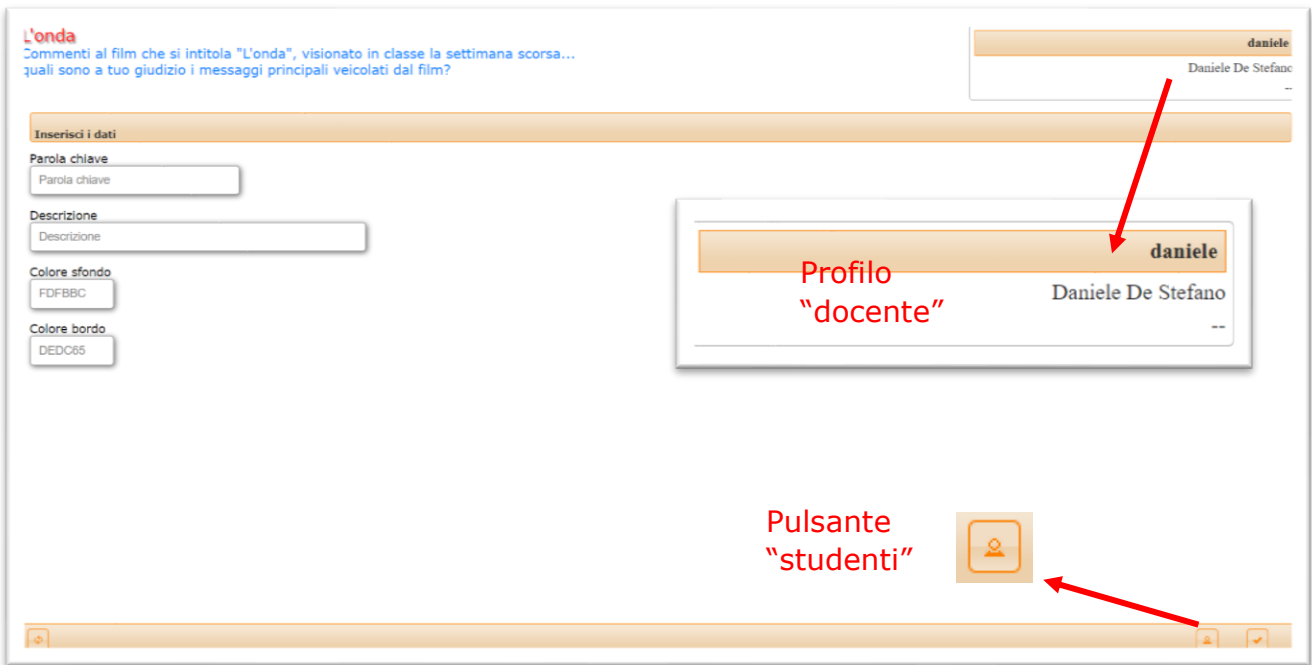 L'onda
Commenti al film che si intitola "L'onda", visionato in classe la settimana scorsa...
quali sono a tuo giudizio i messaggi principali veicolati dal film?
daniele
Daniele De Stefano
--
Inserisci i dati
Parola chiave
Parola chiave
Descrizione
Descrizione
Colore sfondo
FDFBBC
Colore bordo
DEDC65
daniele
Profilo
“docente”
Daniele De Stefano
--
Pulsante
“studenti”